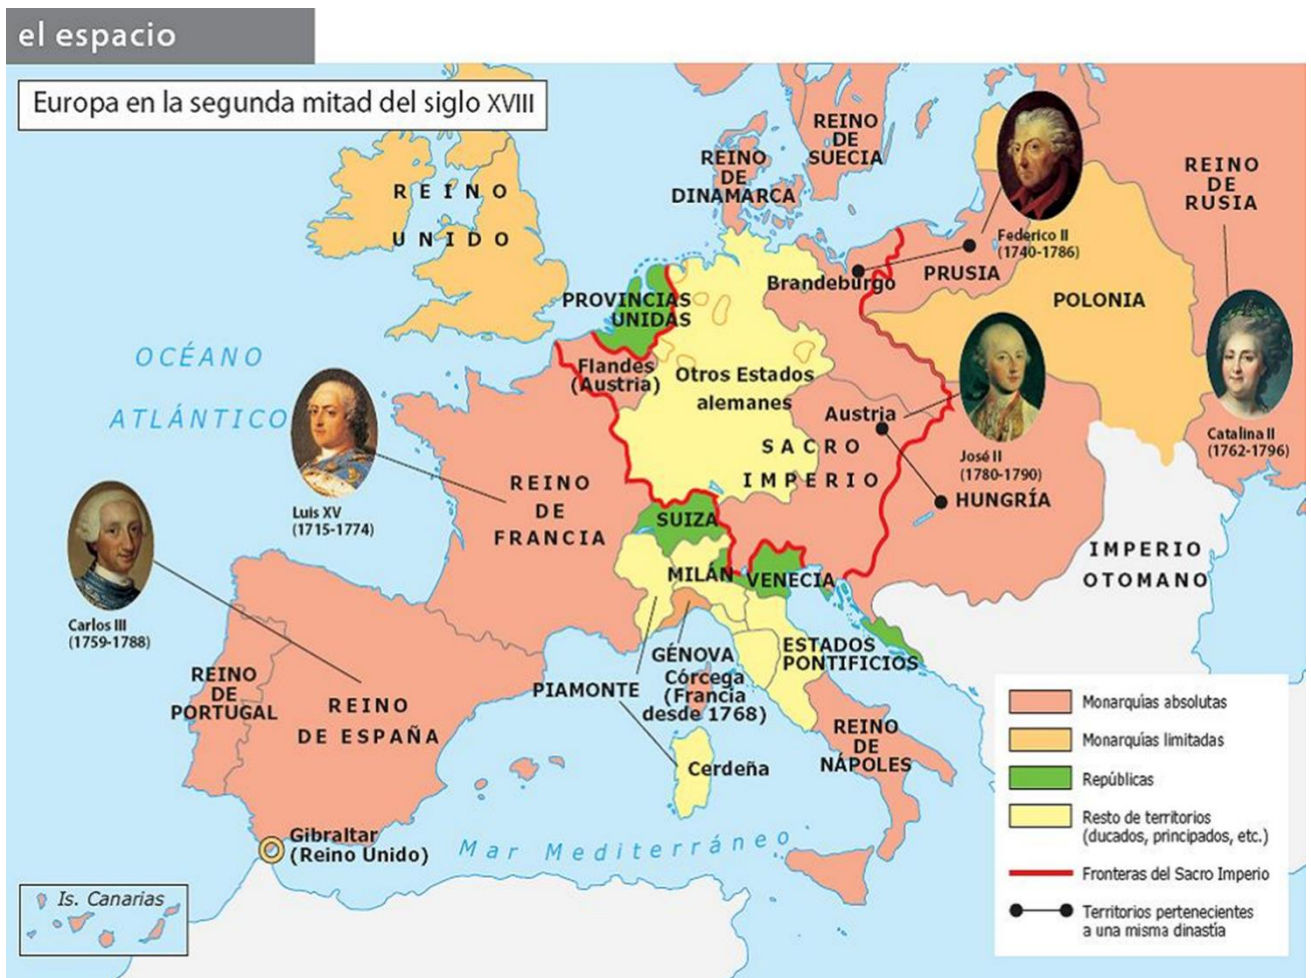 el espacio
Europa en la segunda mitad del siglo XVIII
REINO
UNIDO
REINO
DE
DINAMARCA
REINO
DE
SUECIA
REINO
DE
RUSIA
Federico II
(1740-1786)
PRUSIA
Brandeburgo
POLONIA
PROVINCIAS
UNIDAS
OCÉANO
ATLÁNTICO
Flandes
(Austria)
Otros Estados
alemanes
Austria
SACRO
IMPERIO
José II
(1780-1790)
HUNGRÍA
Catalina II
(1762-1796)
Luis XV
(1715-1774)
REINO
DE
FRANCIA
SUIZA
MILÁN
VENECIA
IMPERIO
OTOMANO
Carlos III
(1759-1788)
REINO
DE
PORTUGAL
REINO
DE ESPAÑA
PIAMONTE
GÉNOVA
Córcega
(Francia
desde 1768)
ESTADOS
PONTIFICIOS
REINO
DE
NÁPOLES
Cerdeña
Gibraltar
(Reino Unido)
Mar Mediterráneo
Is. Canarias
Monarquías absolutas
Monarquías limitadas
Repúblicas
Resto de territorios
(ducados, principados, etc.)
Fronteras del Sacro Imperio
Territorios pertenecientes
a una misma dinastía